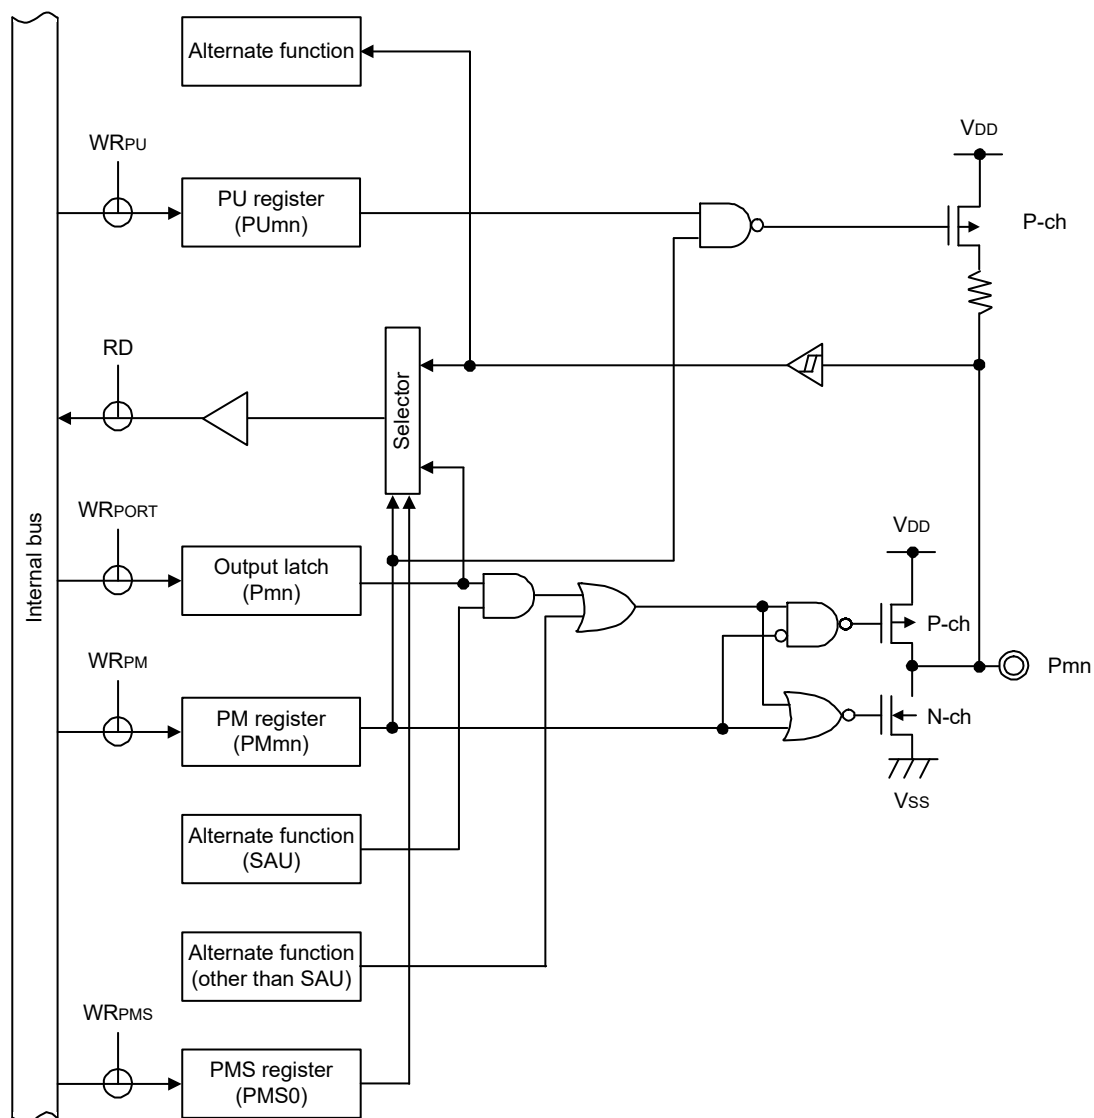 Alternate function
WRPU
VDD
PU register
(PUmn)
P-ch
RD
Selector
WRPORT
VDD
Internal bus
Output latch
(Pmn)
P-ch
WRPM
Pmn
PM register
(PMmn)
N-ch
VSS
Alternate function
(SAU)
Alternate function
(other than SAU)
WRPMS
PMS register
(PMS0)